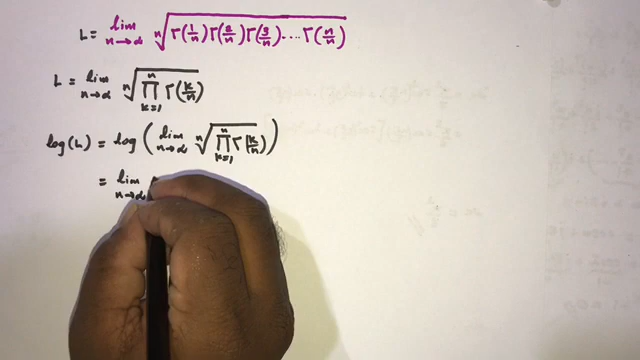 L = lim n→∝ ⁿ√(Γ(1/n) Γ(2/n) Γ(3/n) .... Γ(n/n))
L = lim n→∝ ⁿ√(∏ k=1 n Γ(k/n))
log(L) = log ( lim n→∝ ⁿ√(∏ k=1 n Γ(k/n)) )
= lim n→∝